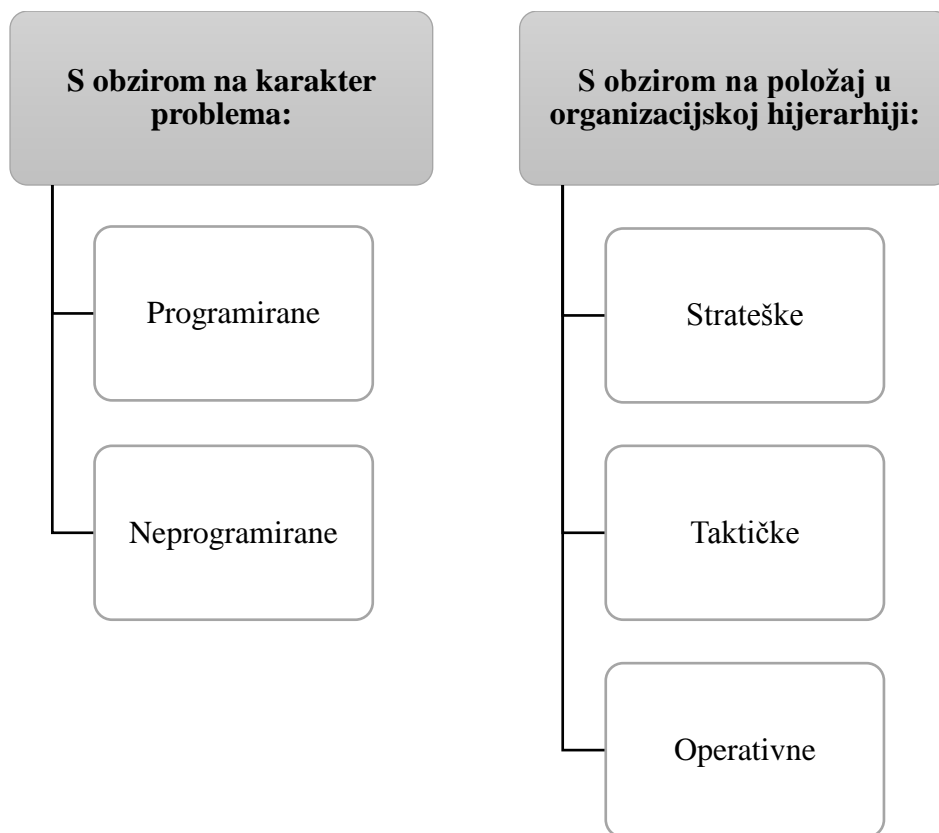 S obzirom na karakter
problema:
Programirane
Neprogramirane
S obzirom na položaj u
organizacijskoj hijerarhiji:
Strateške
Taktičke
Operativne